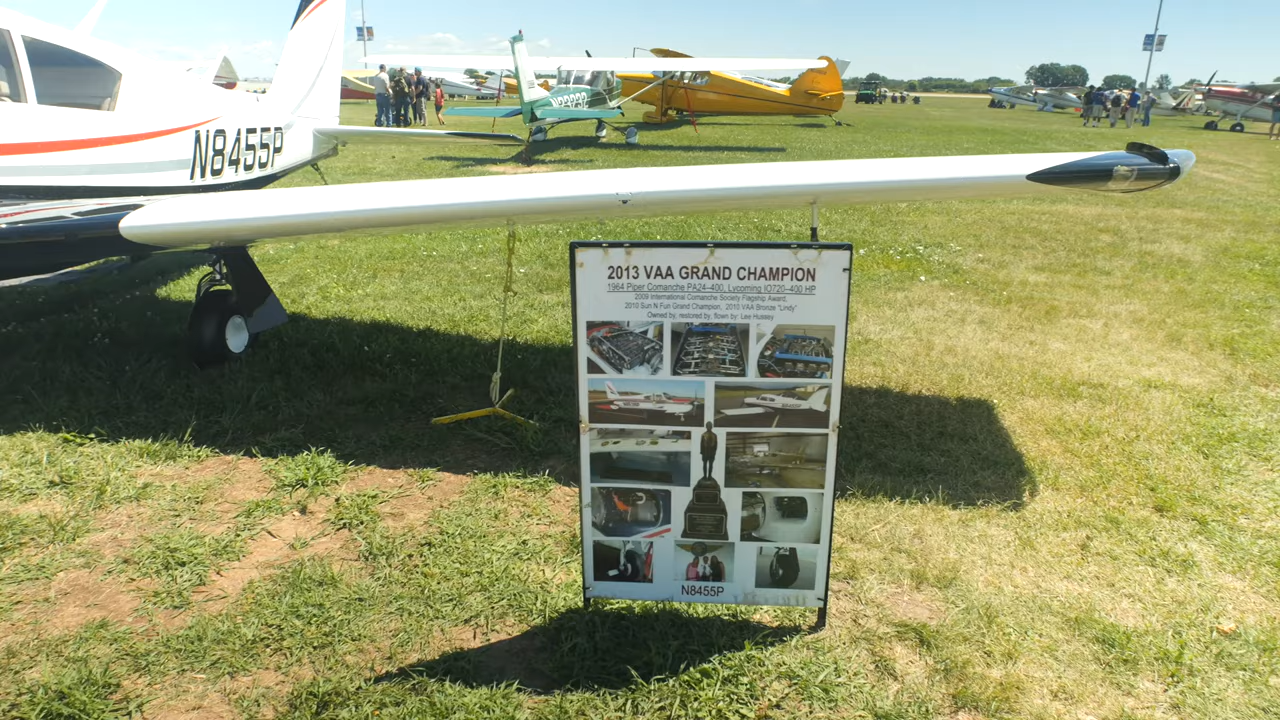 N8455P
2013 VAA GRAND CHAMPION
1964 Piper Comanche PA24-400, Lycoming IO720-400 HP
2009 International Comanche Society Flagship Award,
2010 Sun N Fun Grand Champion, 2010 VAA Bronze "Lindy"
Owned by, restored by, flown by: Lee Hussey
N8455P